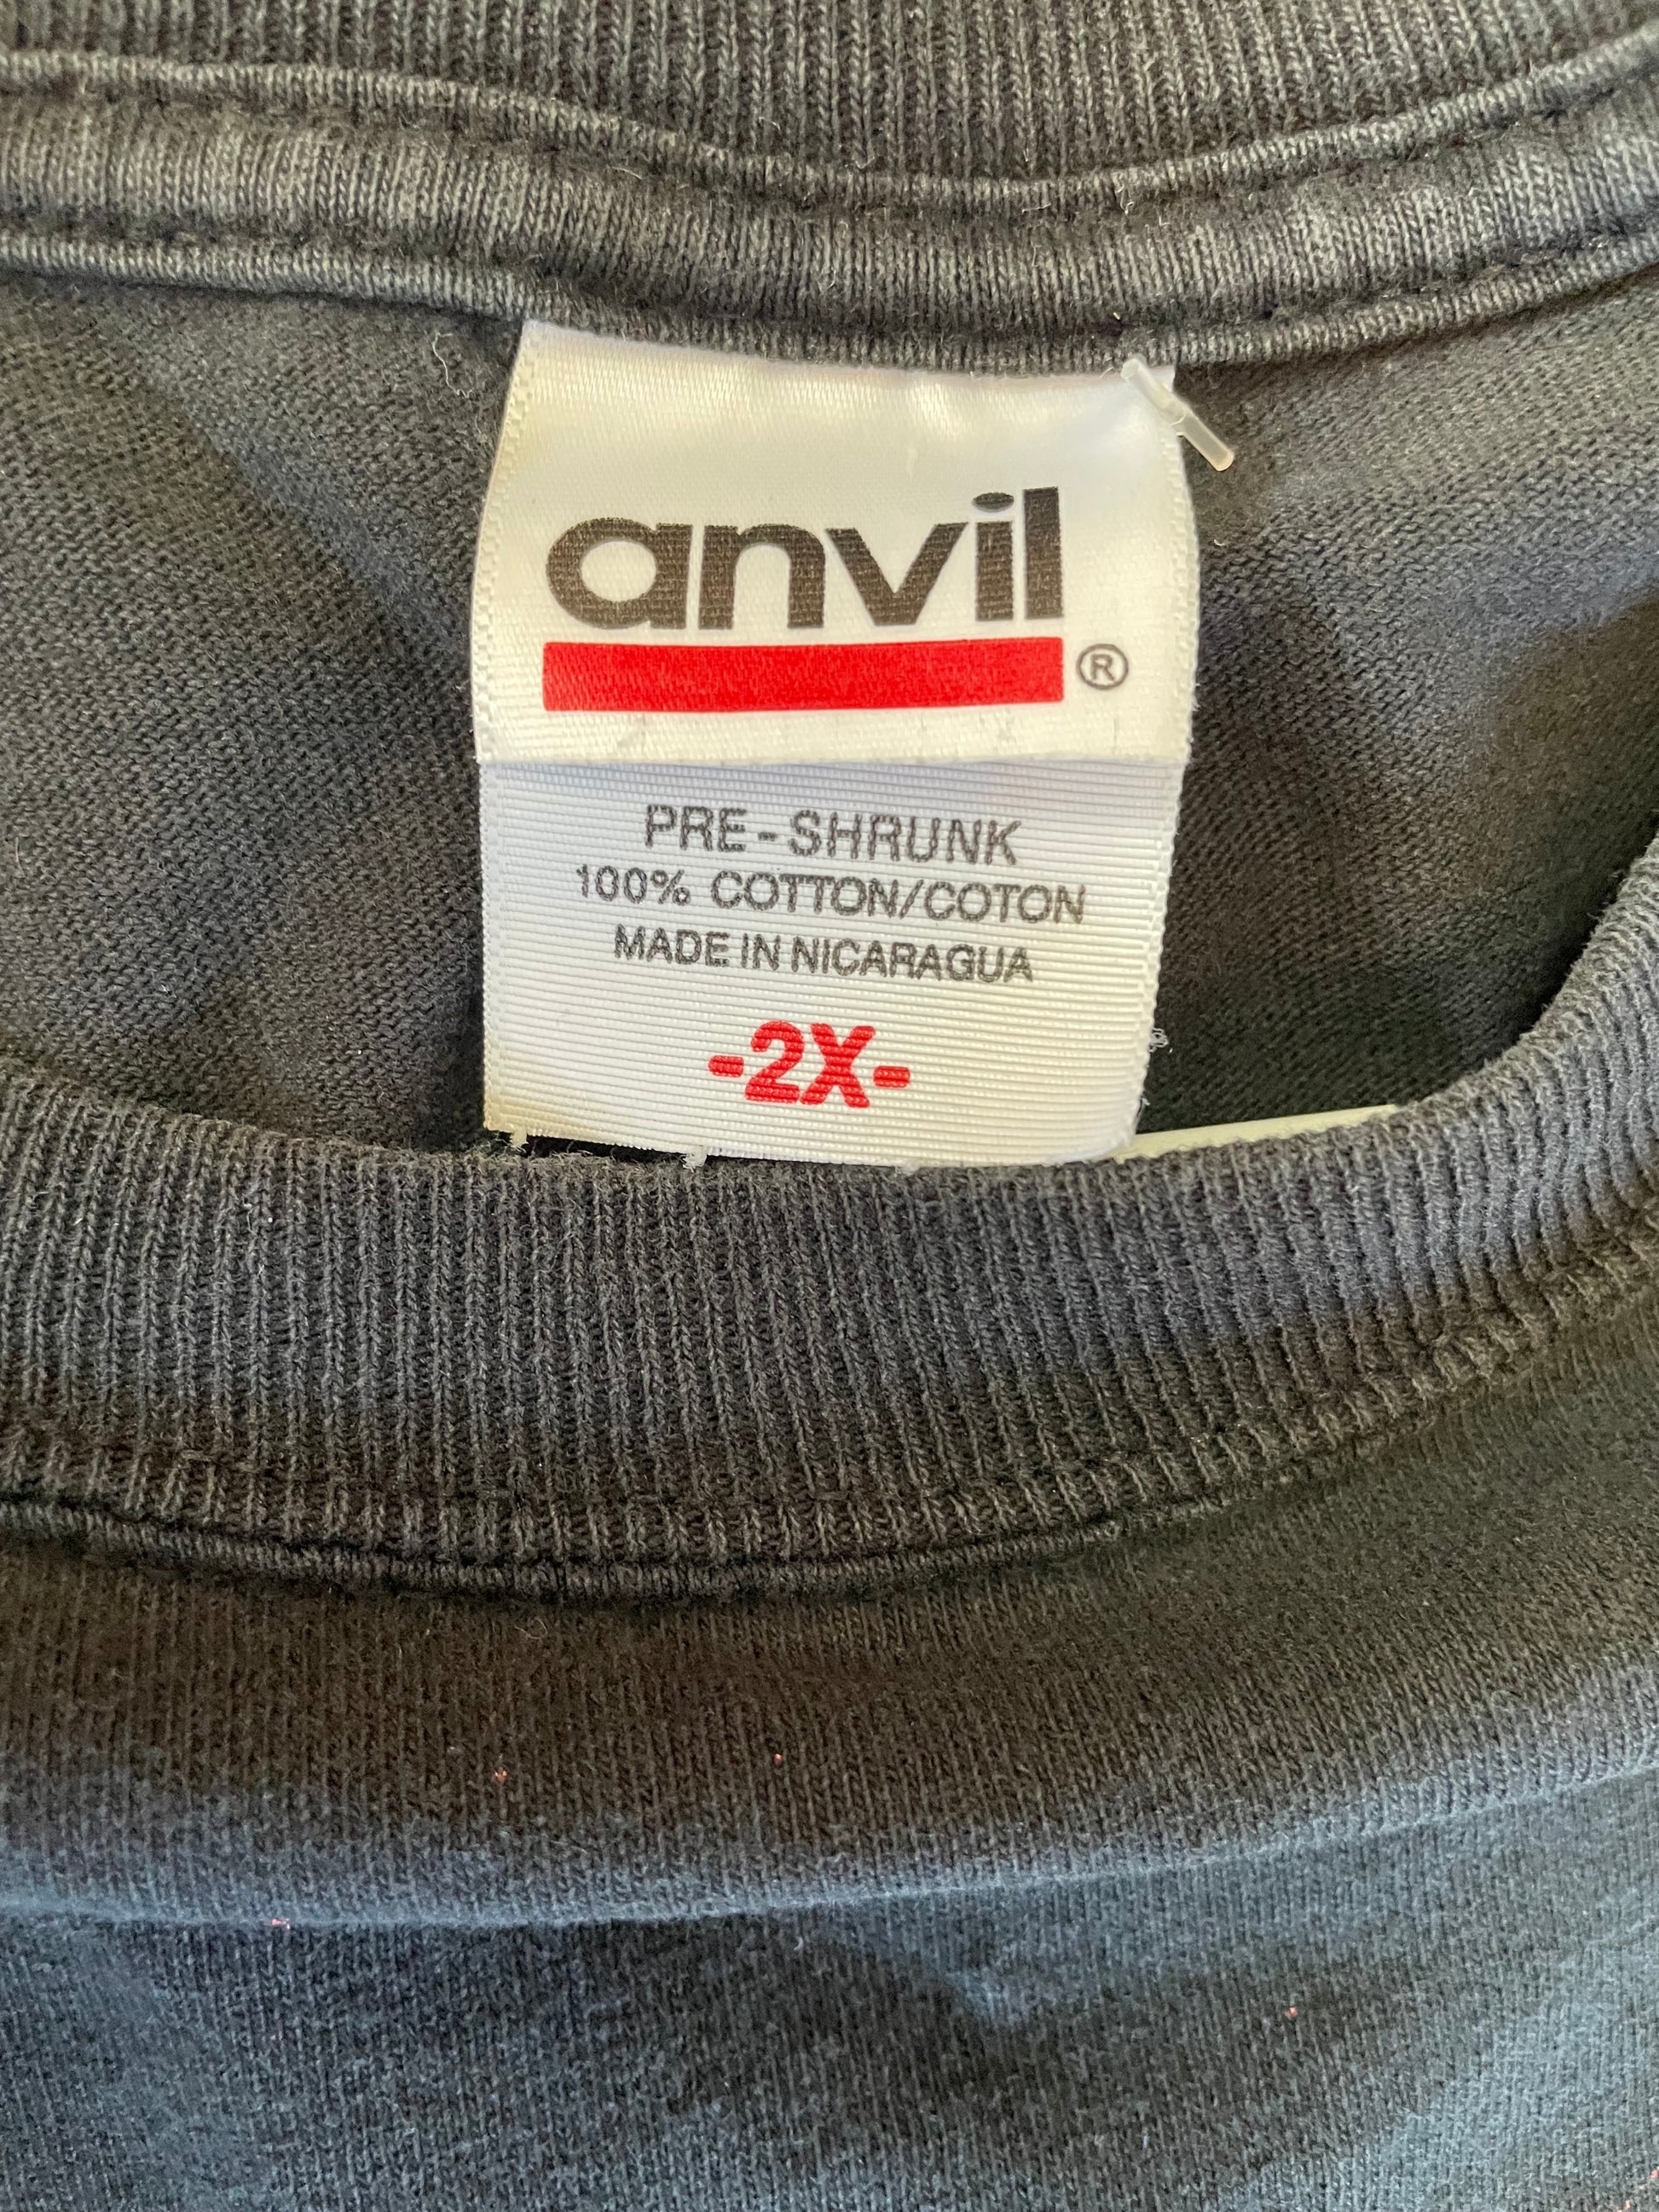 anvil®
PRE-SHRUNK
100% COTTON/COTON
MADE IN NICARAGUA
-2X-